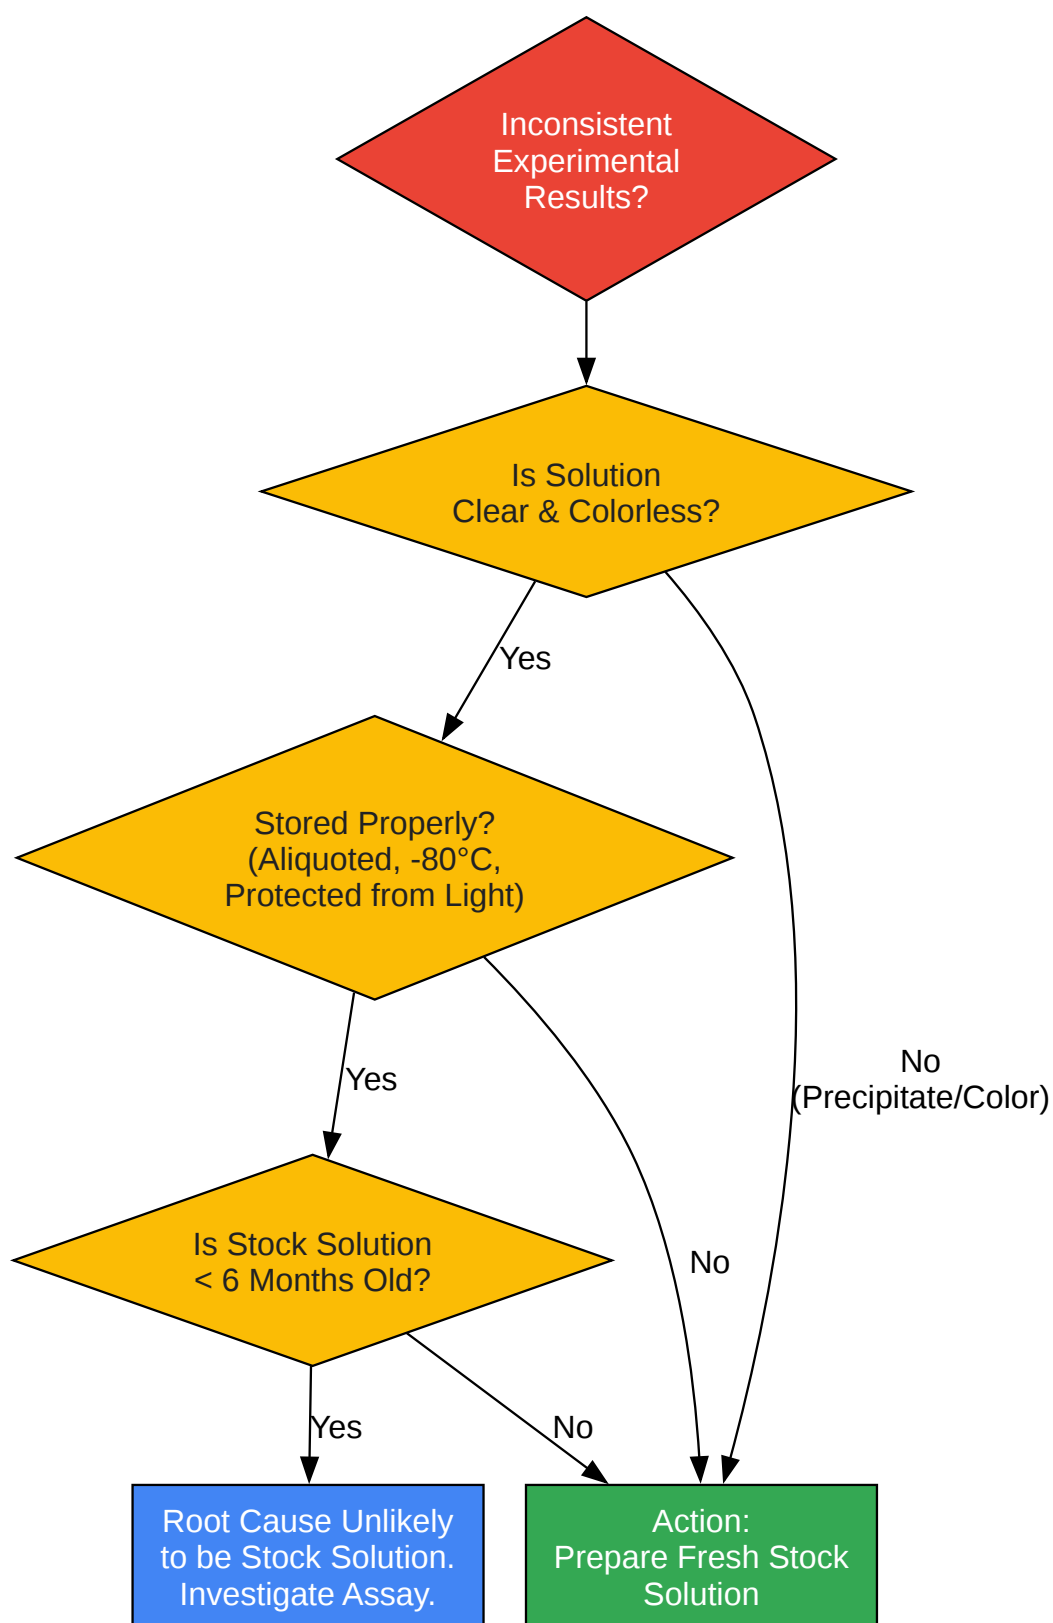 Inconsistent
Experimental
Results?
Is Solution
Clear & Colorless?
Yes
Stored Properly?
(Aliquoted, -80°C,
Protected from Light)
No
(Precipitate/Color)
Yes
Is Stock Solution
< 6 Months Old?
No
Yes
No
Root Cause Unlikely
to be Stock Solution.
Investigate Assay.
Action:
Prepare Fresh Stock
Solution